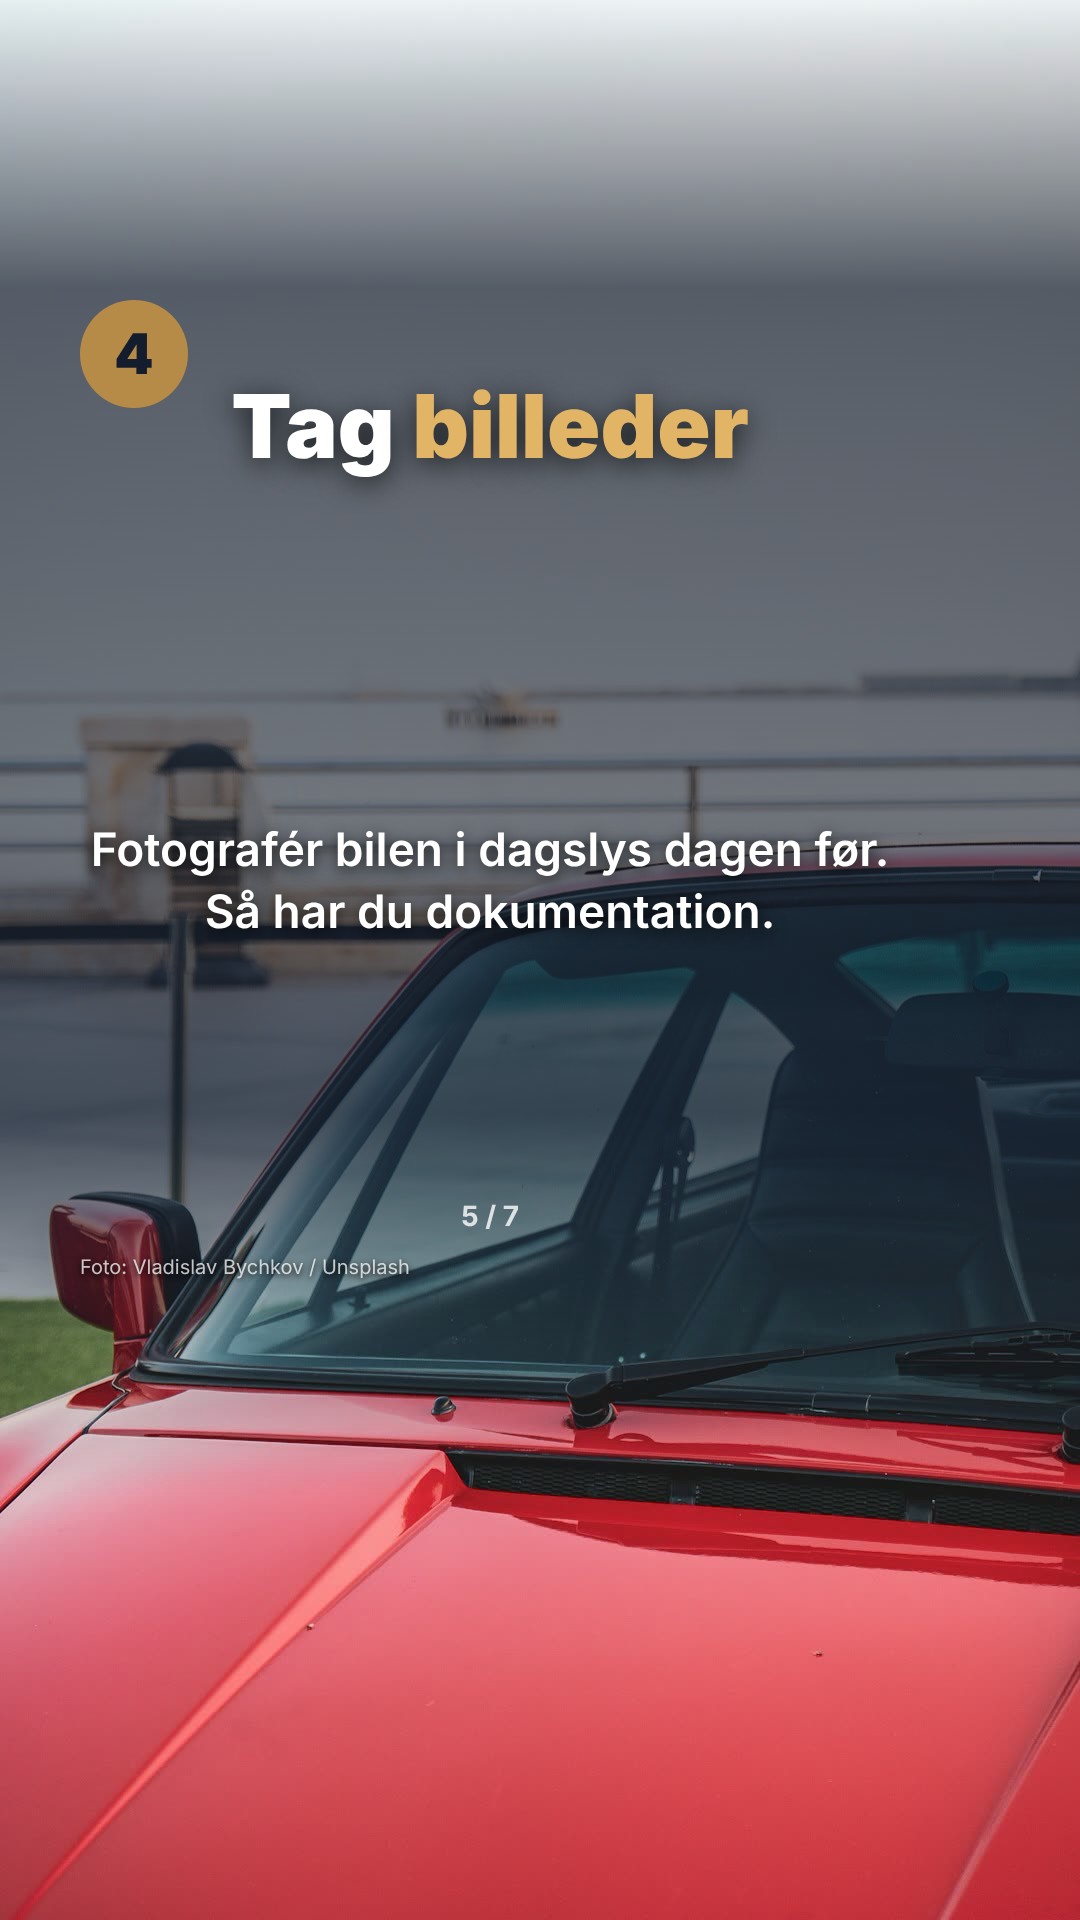 4
Tag billeder
Fotografér bilen i dagslys dagen før.
Så har du dokumentation.
5 / 7
Foto: Vladislav Bychkov / Unsplash